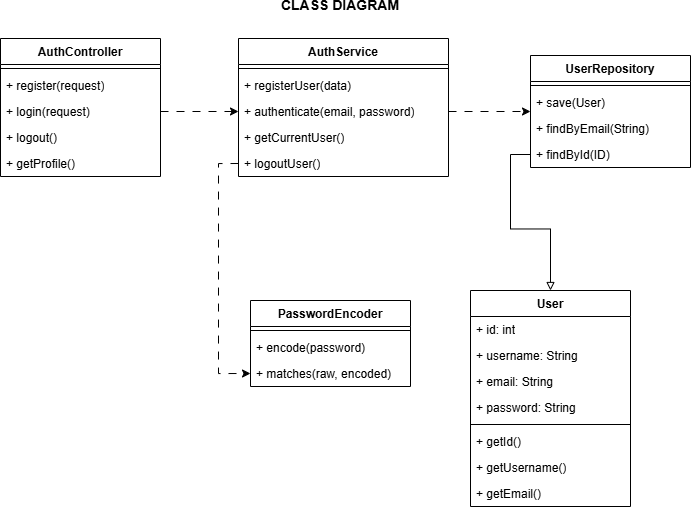 CLASS DIAGRAM
AuthController
+ register(request)
+ login(request)
+ logout()
+ getProfile()
AuthService
+ registerUser(data)
+ authenticate(email, password)
+ getCurrentUser()
+ logoutUser()
UserRepository
+ save(User)
+ findByEmail(String)
+ findById(ID)
PasswordEncoder
+ encode(password)
+ matches(raw, encoded)
User
+ id: int
+ username: String
+ email: String
+ password: String
+ getId()
+ getUsername()
+ getEmail()